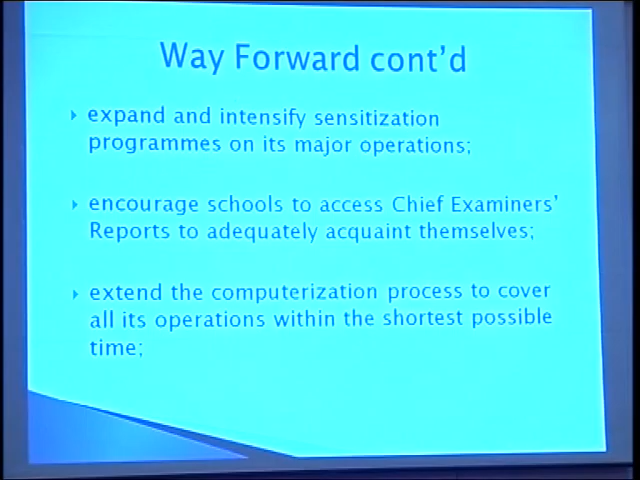 Way Forward cont'd
expand and intensify sensitization
programmes on its major operations;
encourage schools to access Chief Examiners'
Reports to adequately acquaint themselves;
extend the computerization process to cover
all its operations within the shortest possible
time;